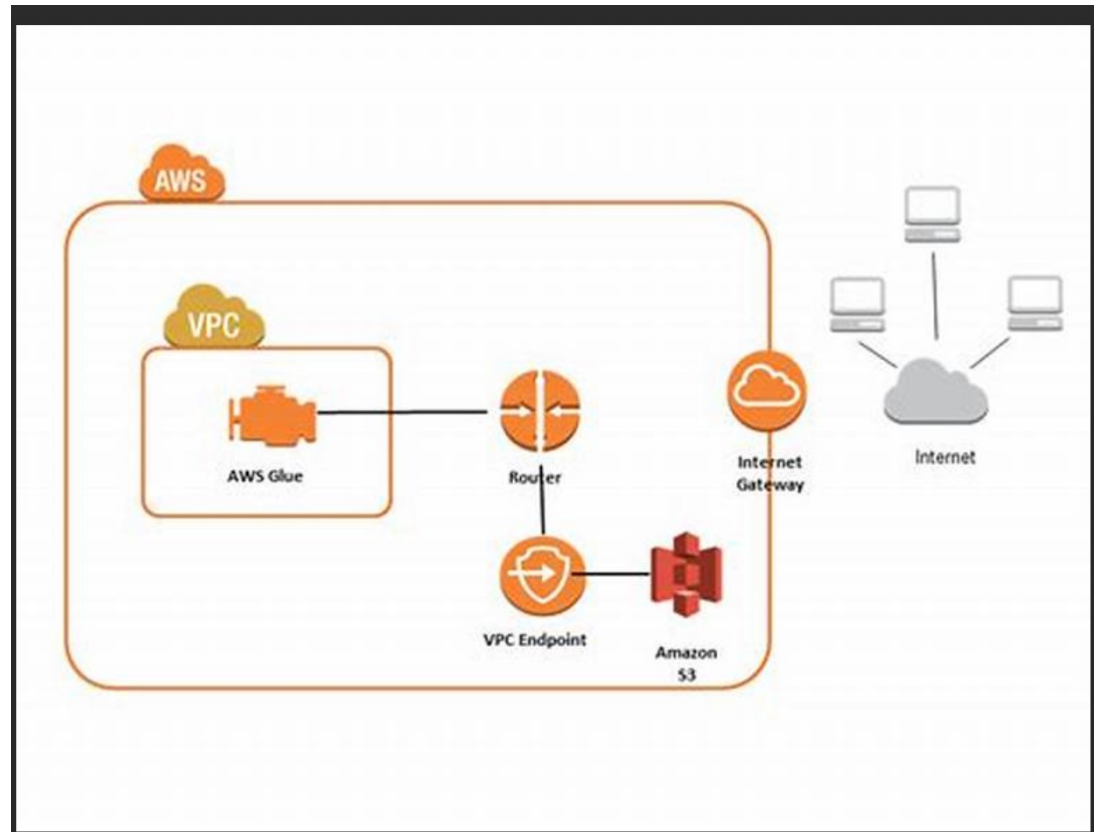 AWS
VPC
AWS Glue
Router
Internet
Gateway
Internet
VPC Endpoint
Amazon
S3